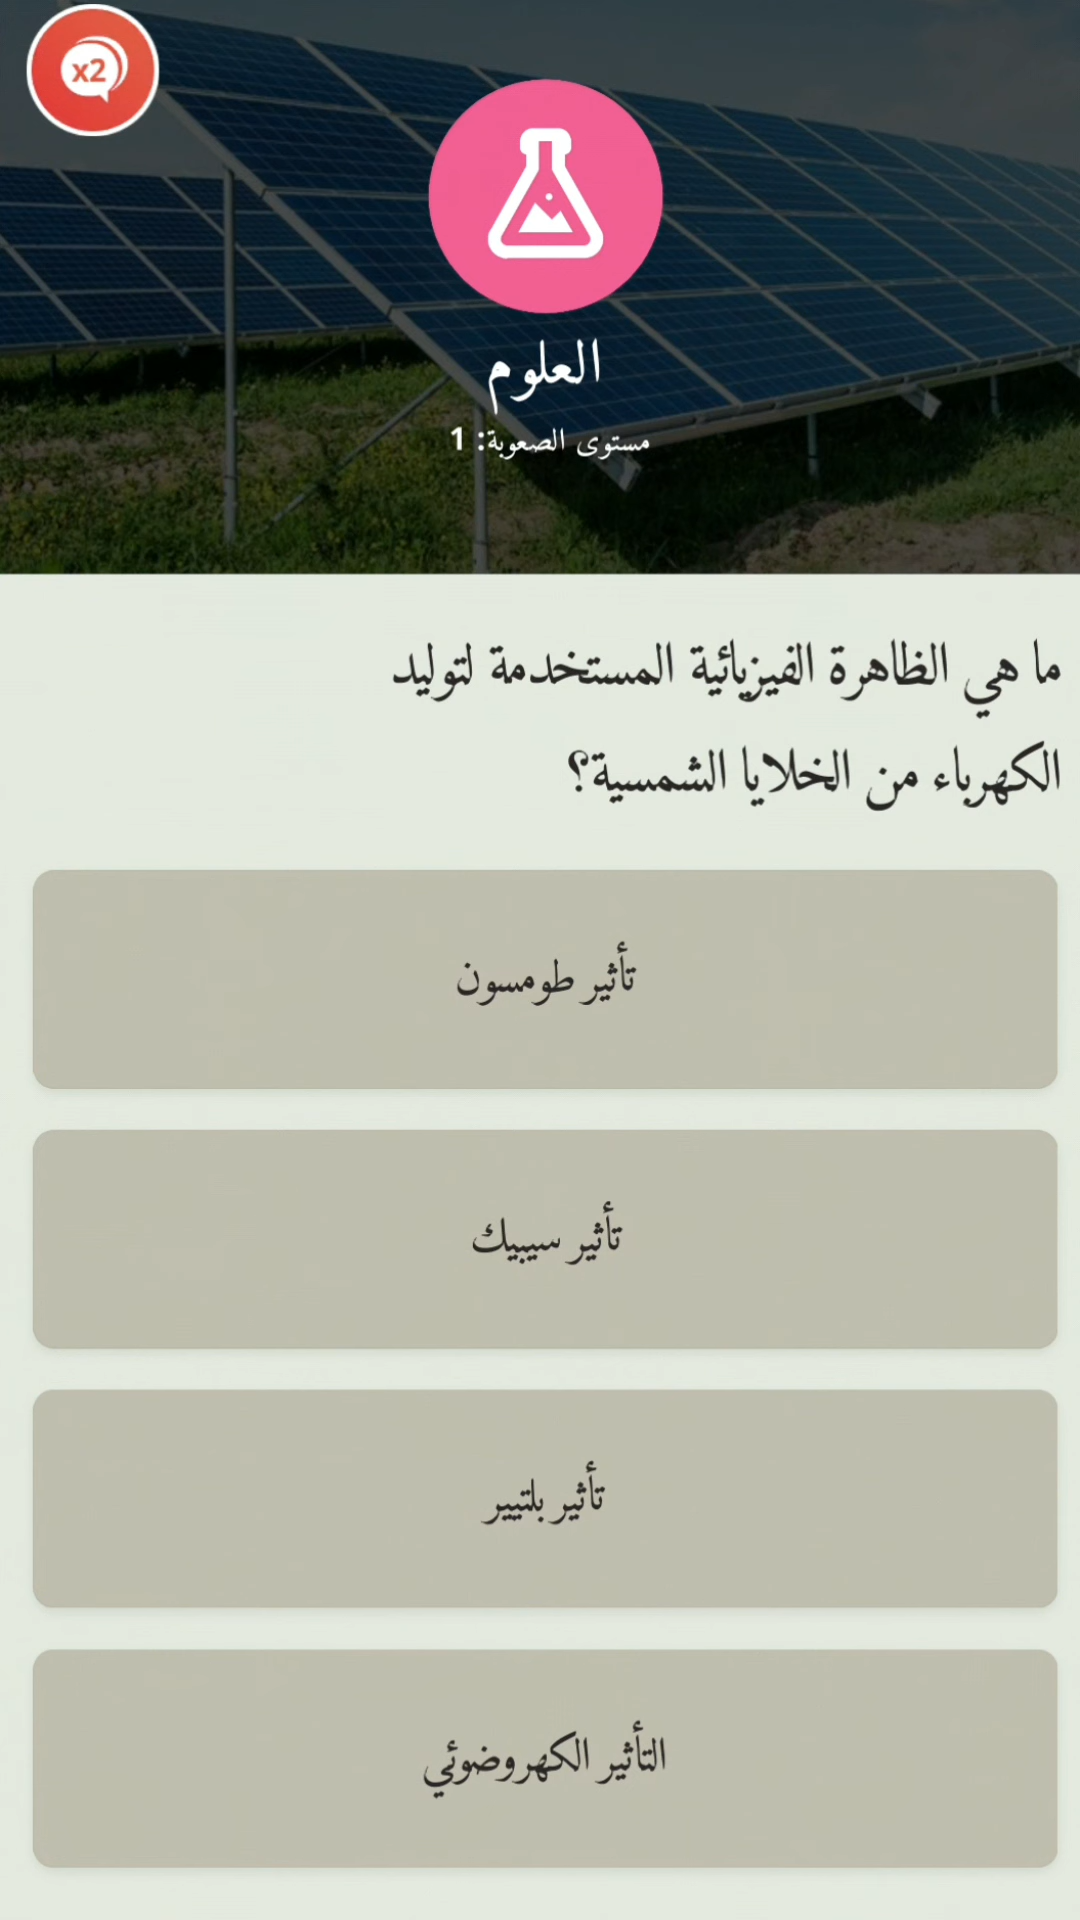 x2
العلوم
مستوى الصعوبة: 1
ما هي الظاهرة الفيزيائية المستخدمة لتوليد
الكهرباء من الخلايا الشمسية؟
تأثير طومسون
تأثير سيبيك
تأثير بلتيير
التأثير الكهروضوئي